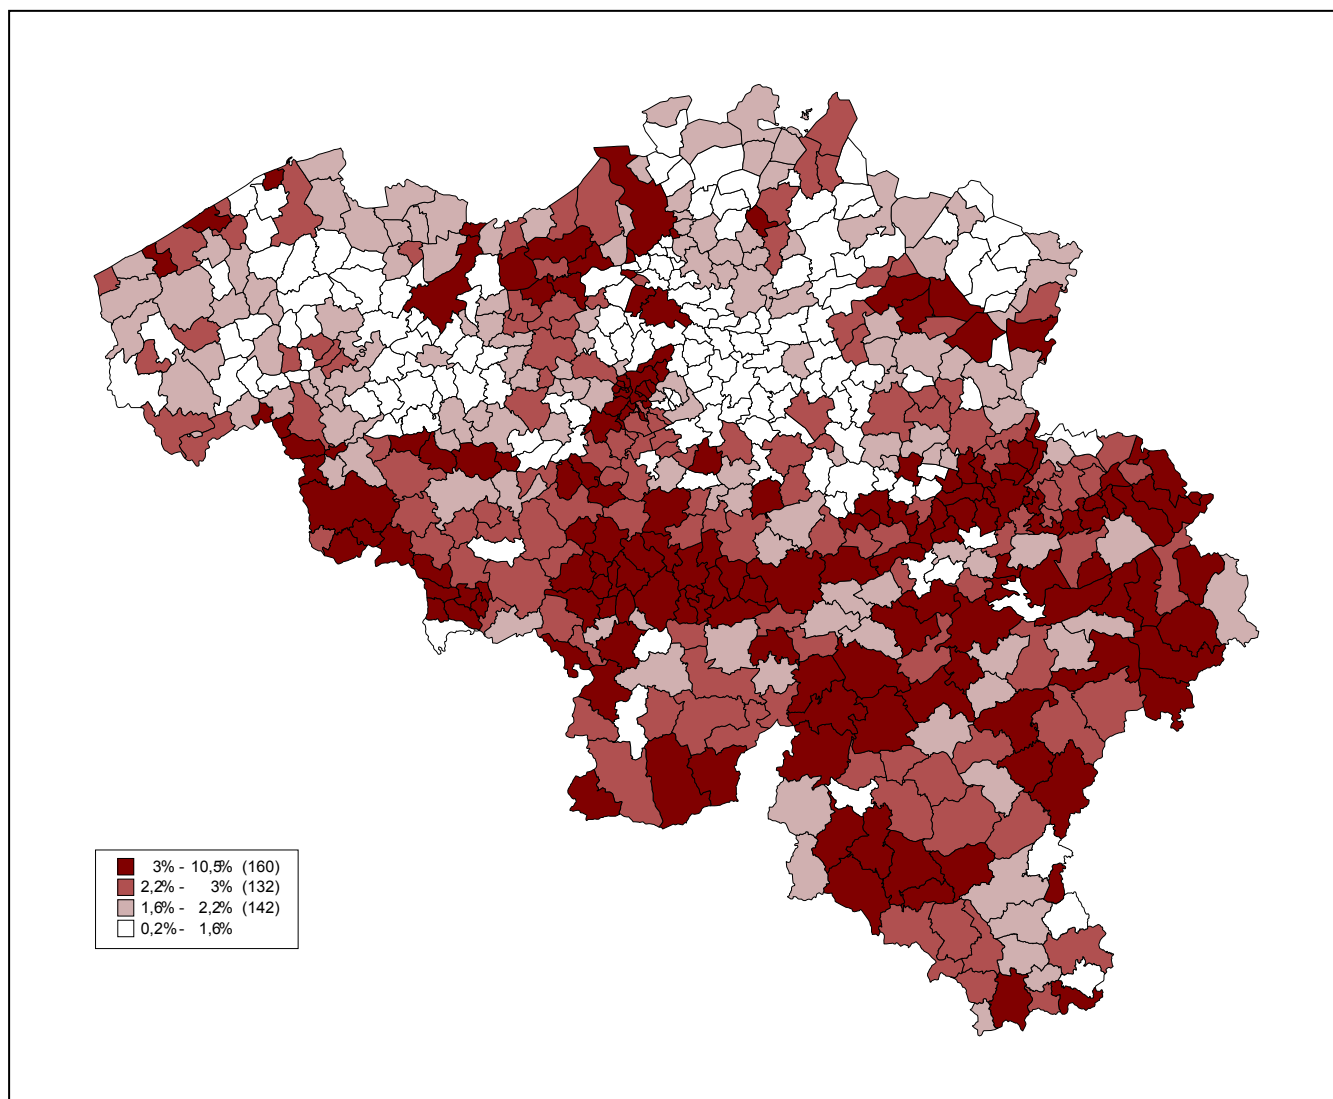 3% - 10,5% (160)
2,2% - 3% (132)
1,6% - 2,2% (142)
0,2% - 1,6%